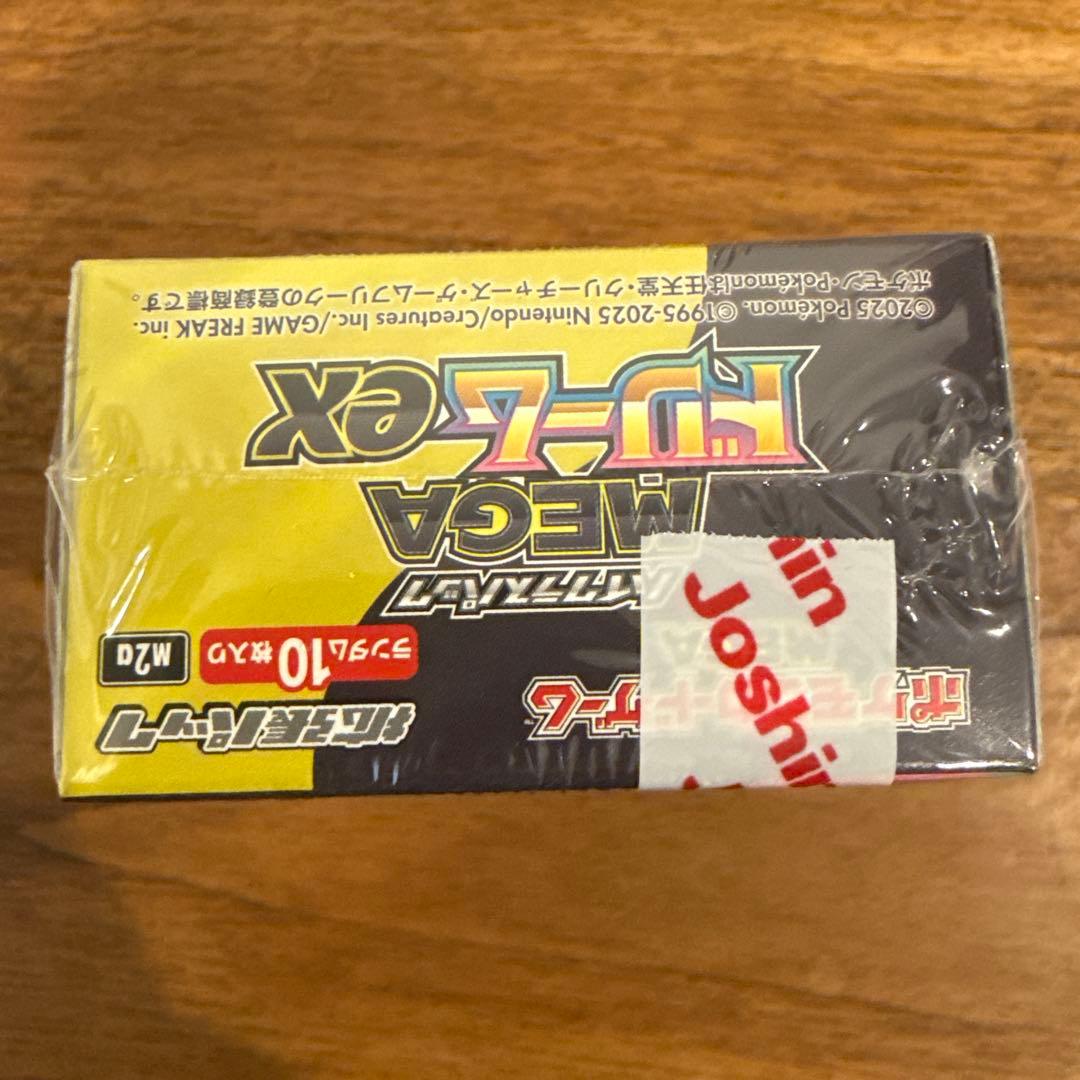 ポケモンカードゲーム
拡張パック
ランダム10枚入り
M2a
ハイクラスパック
MEGA
ドリームex
©2025 Pokémon. ©1995-2025 Nintendo/Creatures Inc./GAME FREAK inc.
ポケモン・Pokémonは任天堂・クリーチャーズ・ゲームフリークの登録商標です。
shin
Joshin